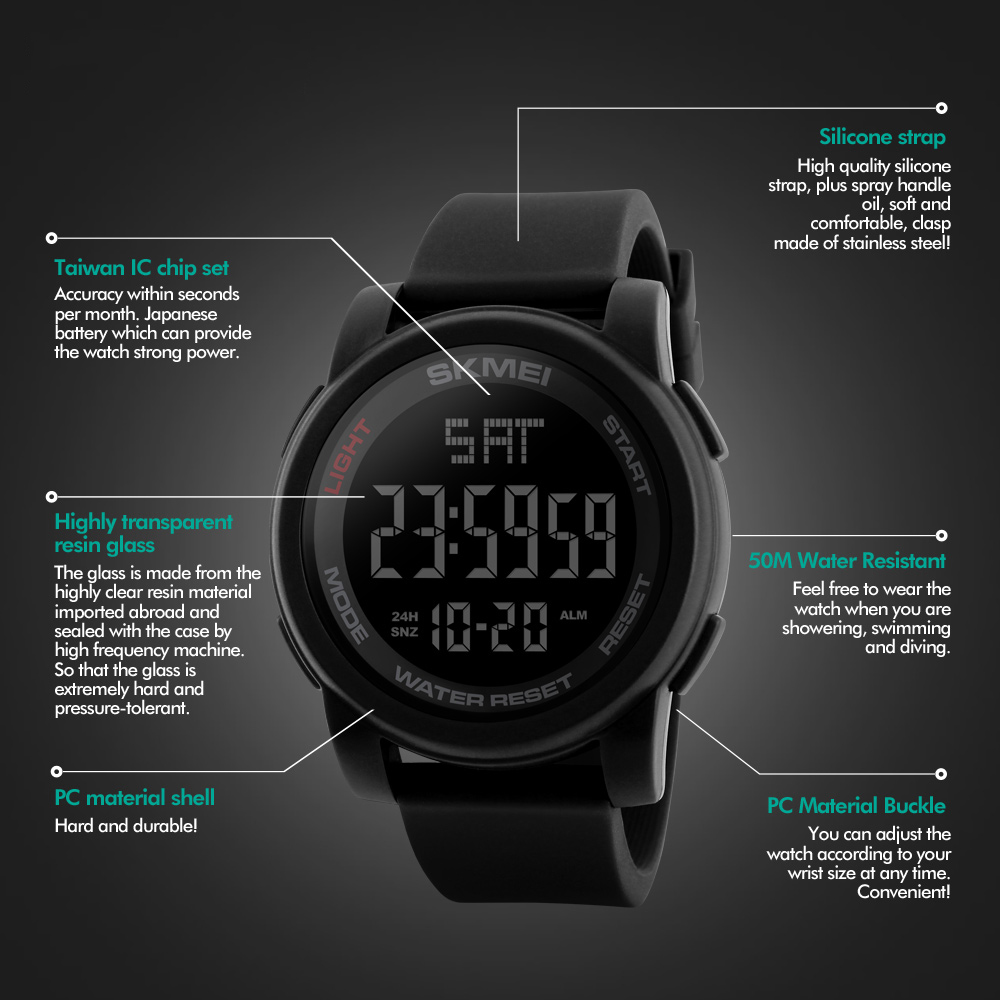 Silicone strap
High quality silicone
strap, plus spray handle
oil, soft and
comfortable, clasp
made of stainless steel!
Taiwan IC chip set
Accuracy within seconds
per month. Japanese
battery which can provide
the watch strong power.
SKMEI
LIGHT
START
SAT
23:59 59
24H
SNZ
10-20
ALM
MODE
RESET
WATER RESET
Highly transparent
resin glass
The glass is made from the
highly clear resin material
imported abroad and
sealed with the case by
high frequency machine.
So that the glass is
extremely hard and
pressure-tolerant.
50M Water Resistant
Feel free to wear the
watch when you are
showering, swimming
and diving.
PC material shell
Hard and durable!
PC Material Buckle
You can adjust the
watch according to your
wrist size at any time.
Convenient!